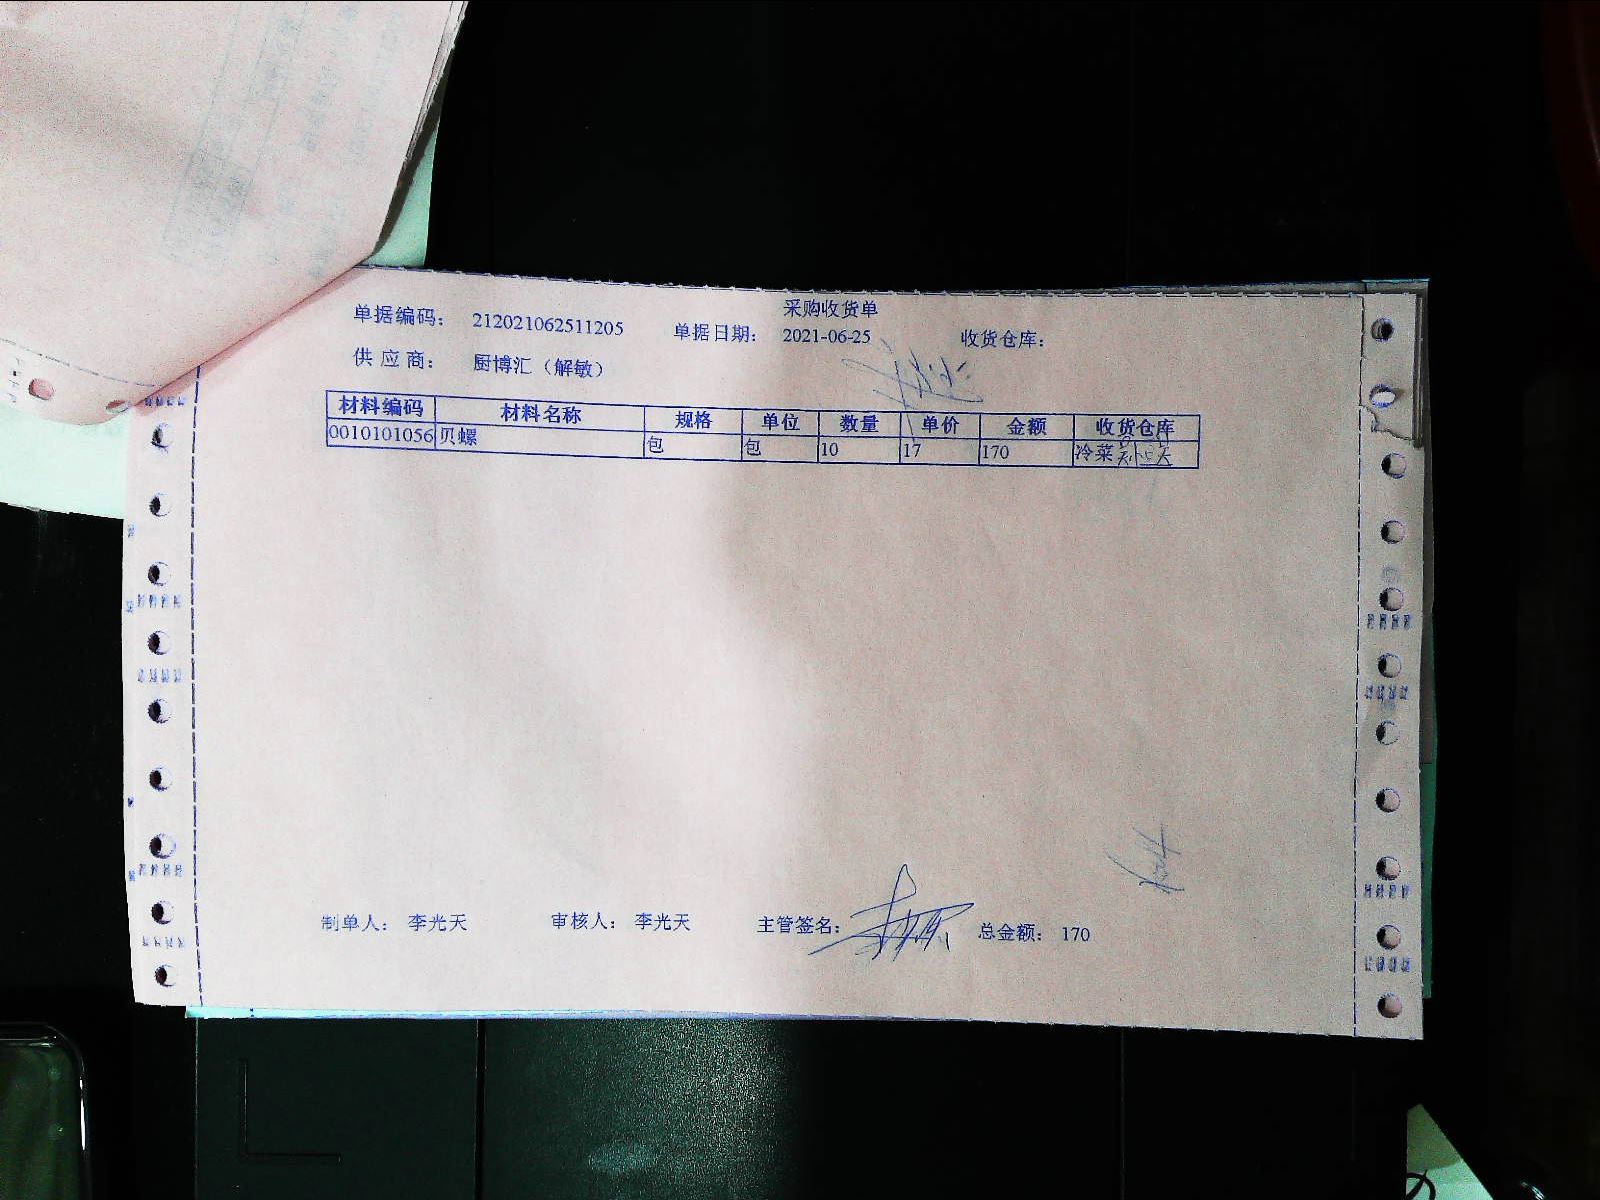 采购收货单
单据编码： 212021062511205 单据日期： 2021-06-25 收货仓库：
供 应 商： 厨博汇（解敏）
材料编码 材料名称 规格 单位 数量 单价 金额 收货仓库
0010101056 贝螺 包 包 10 17 170 冷菜
制单人： 李光天 审核人： 李光天 主管签名： 总金额： 170